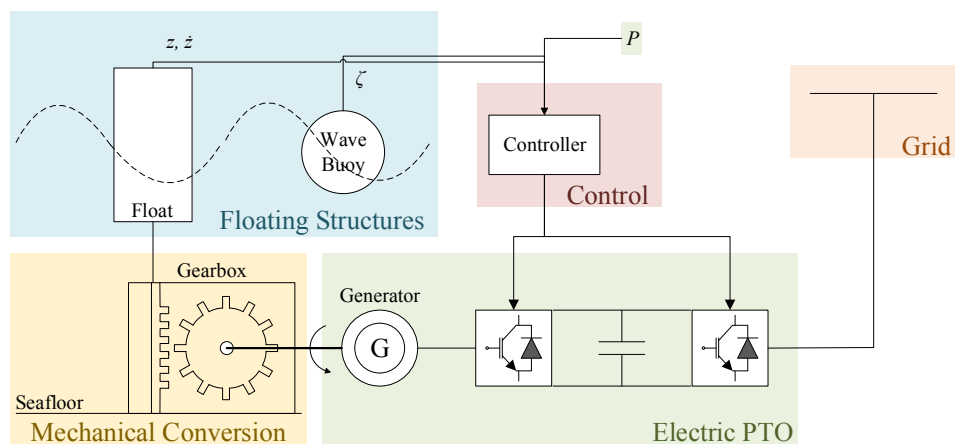 z, ż
P
ζ
Wave
Buoy
Controller
Float
Floating Structures
Control
Grid
Gearbox
Generator
G
Seafloor
Mechanical Conversion
Electric PTO